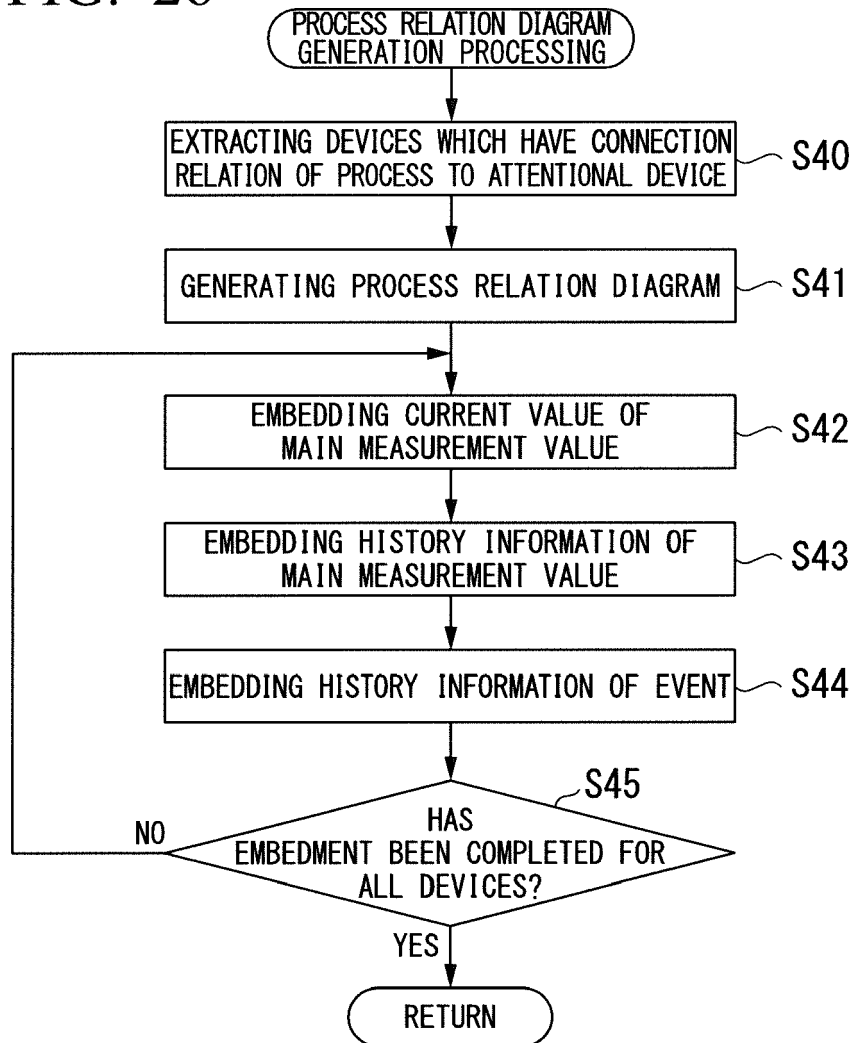 PROCESS RELATION DIAGRAM
GENERATION PROCESSING
EXTRACTING DEVICES WHICH HAVE CONNECTION
RELATION OF PROCESS TO ATTENTIONAL DEVICE
S40
GENERATING PROCESS RELATION DIAGRAM
S41
EMBEDDING CURRENT VALUE OF
MAIN MEASUREMENT VALUE
S42
EMBEDDING HISTORY INFORMATION OF
MAIN MEASUREMENT VALUE
S43
EMBEDDING HISTORY INFORMATION OF EVENT
S44
S45
HAS
EMBEDMENT BEEN COMPLETED FOR
ALL DEVICES?
NO
YES
RETURN